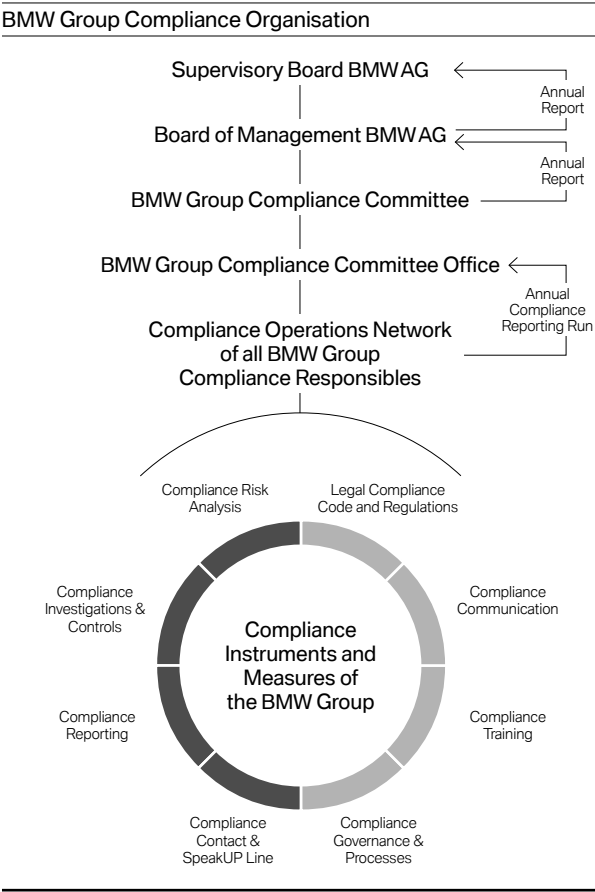 BMW Group Compliance Organisation
Supervisory Board BMW AG
Annual
Report
Board of Management BMW AG
Annual
Report
BMW Group Compliance Committee
BMW Group Compliance Committee Office
Annual
Compliance
Reporting Run
Compliance Operations Network
of all BMW Group
Compliance Responsibles
Compliance Risk
Analysis
Legal Compliance
Code and Regulations
Compliance
Investigations &
Controls
Compliance
Communication
Compliance
Instruments and
Measures of
the BMW Group
Compliance
Reporting
Compliance
Training
Compliance
Contact &
SpeakUP Line
Compliance
Governance &
Processes